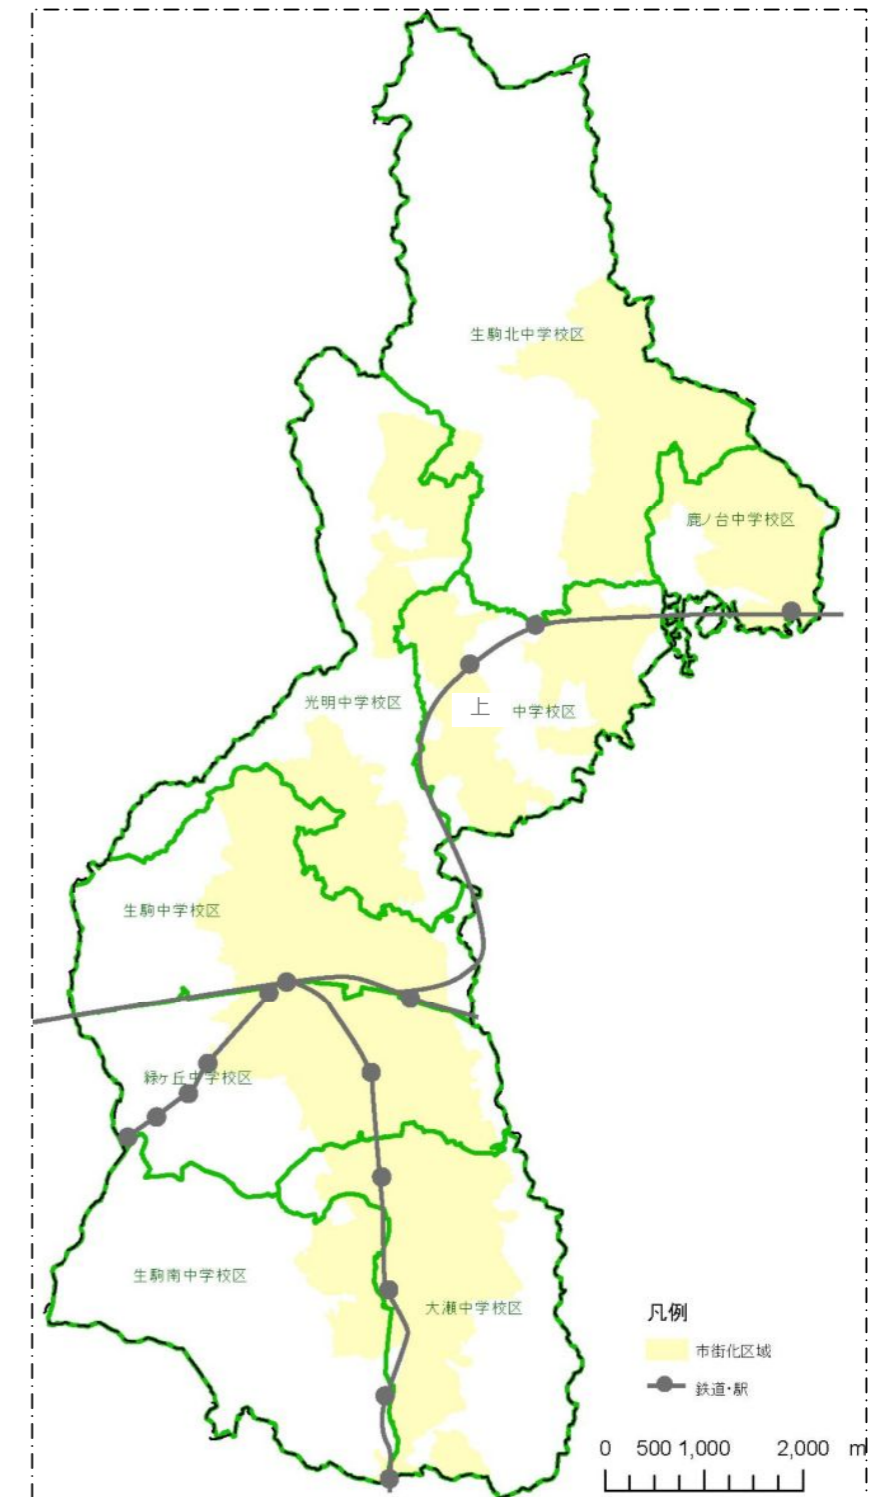 生駒北中学校区
鹿ノ台中学校区
光明中学校区
上 中学校区
生駒中学校区
緑ヶ丘中学校区
生駒南中学校区
大瀬中学校区
凡例
市街化区域
鉄道・駅
0 500 1,000 2,000 m